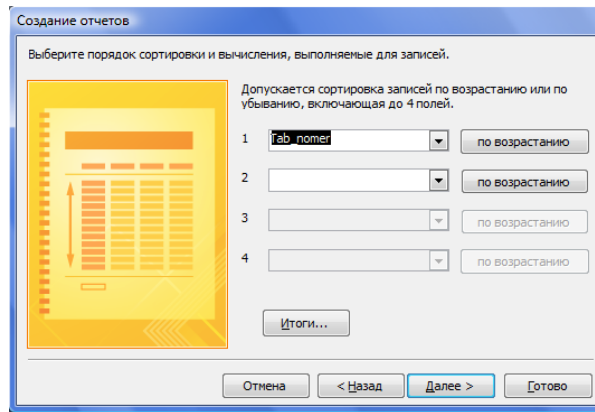 Создание отчетов
Выберите порядок сортировки и вычисления, выполняемые для записей.
Допускается сортировка записей по возрастанию или по
убыванию, включающая до 4 полей.
1 Tab_nomer по возрастанию
2 по возрастанию
3 по возрастанию
4 по возрастанию
Итоги...
Отмена < Назад Далее > Готово